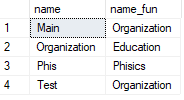 name name_fun
1 Main Organization
2 Organization Education
3 Phis Phisics
4 Test Organization